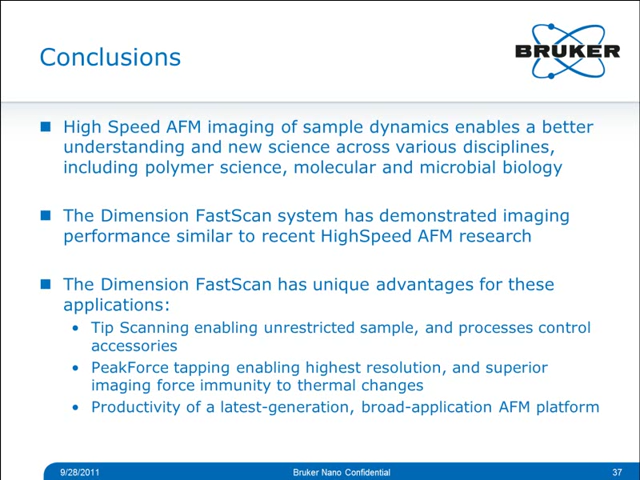 Conclusions
BRUKER
■ High Speed AFM imaging of sample dynamics enables a better
understanding and new science across various disciplines,
including polymer science, molecular and microbial biology
■ The Dimension FastScan system has demonstrated imaging
performance similar to recent HighSpeed AFM research
■ The Dimension FastScan has unique advantages for these
applications:
• Tip Scanning enabling unrestricted sample, and processes control
accessories
• PeakForce tapping enabling highest resolution, and superior
imaging force immunity to thermal changes
• Productivity of a latest-generation, broad-application AFM platform
9/28/2011
Bruker Nano Confidential
37